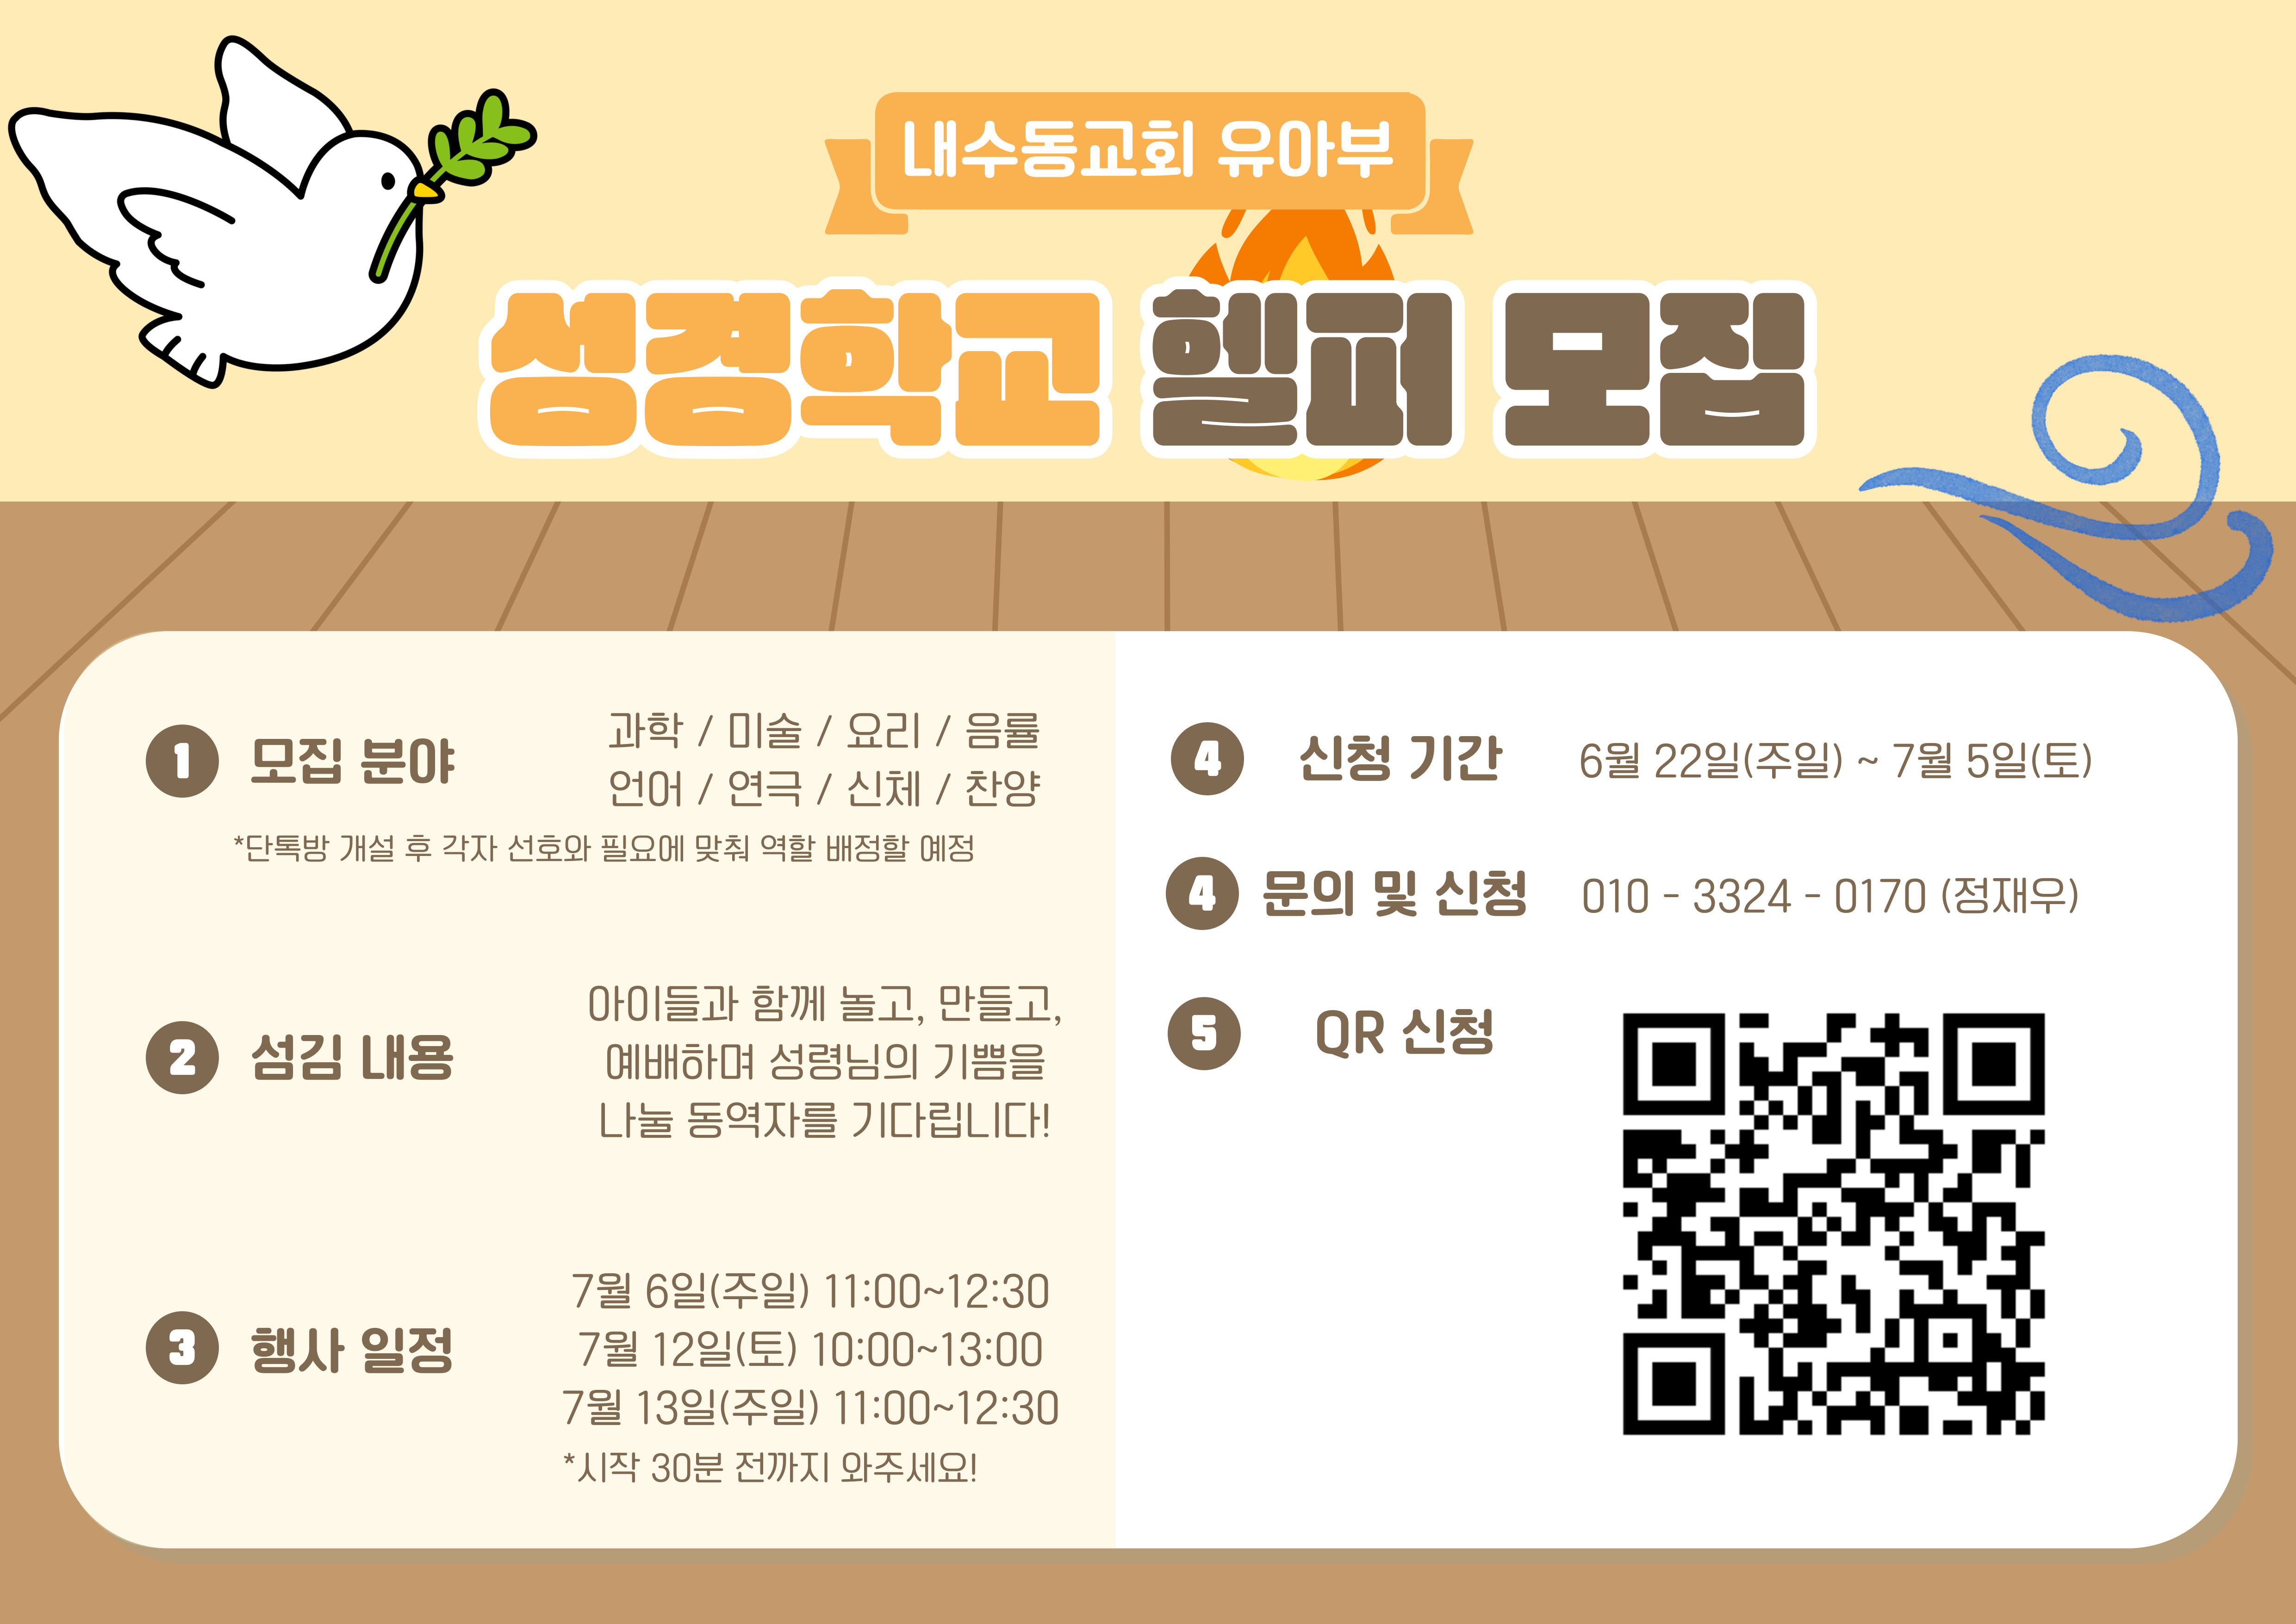 내수동교회 유아부
성경학교 헬퍼 모집
1 모집 분야
과학 / 미술 / 요리 / 음률
언어 / 연극 / 신체 / 찬양
*단톡방 개설 후 각자 선호와 필요에 맞춰 역할 배정할 예정
2 섬김 내용
아이들과 함께 놀고, 만들고,
예배하며 성령님의 기쁨을
나눌 동역자를 기다립니다!
3 행사 일정
7월 6일(주일) 11:00~12:30
7월 12일(토) 10:00~13:00
7월 13일(주일) 11:00~12:30
*시작 30분 전까지 와주세요!
4 신청 기간 6월 22일(주일) ~ 7월 5일(토)
4 문의 및 신청 010 - 3324 - 0170 (정재우)
5 QR 신청